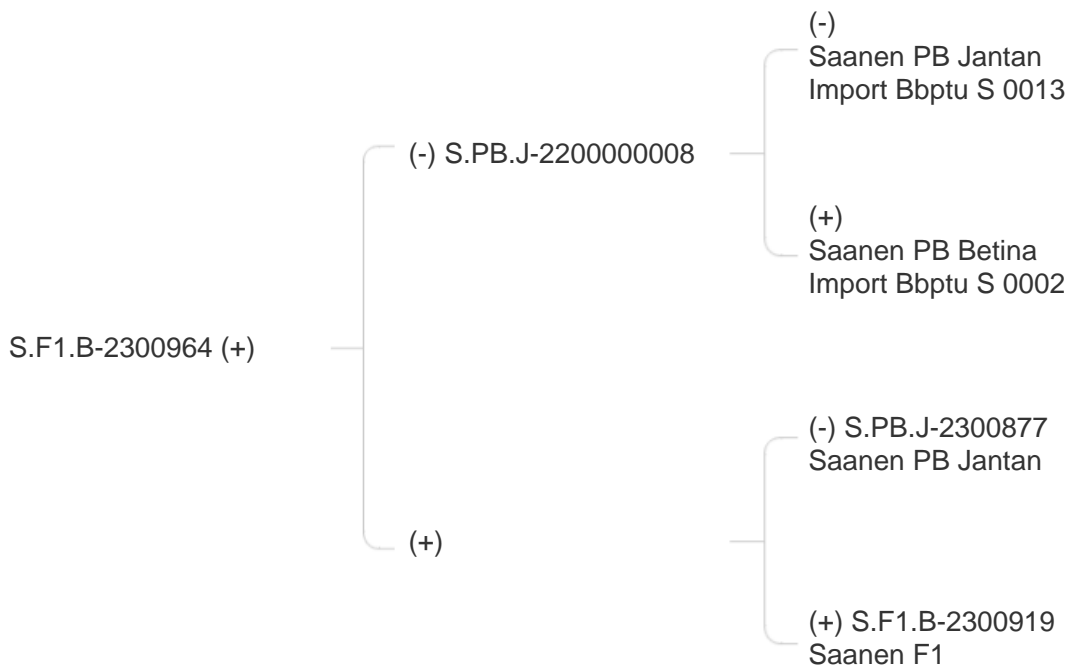 (-)
Saanen PB Jantan
Import Bbptu S 0013
(-) S.PB.J-2200000008
(+)
Saanen PB Betina
Import Bbptu S 0002
S.F1.B-2300964 (+)
(-) S.PB.J-2300877
Saanen PB Jantan
(+)
(+) S.F1.B-2300919
Saanen F1